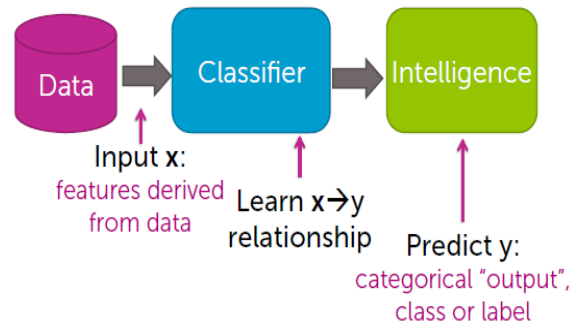 Data
Classifier
Intelligence
Input x:
features derived
from data
Learn x→y
relationship
Predict y:
categorical “output”,
class or label